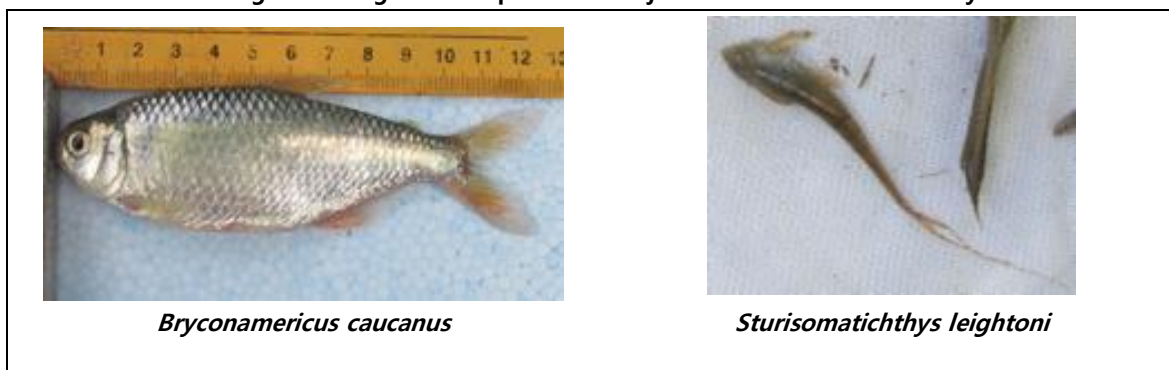 1 2 3 4 5 6 7 8 9 10 11 12 13
Bryconamericus caucanus
Sturisomatichthys leightoni